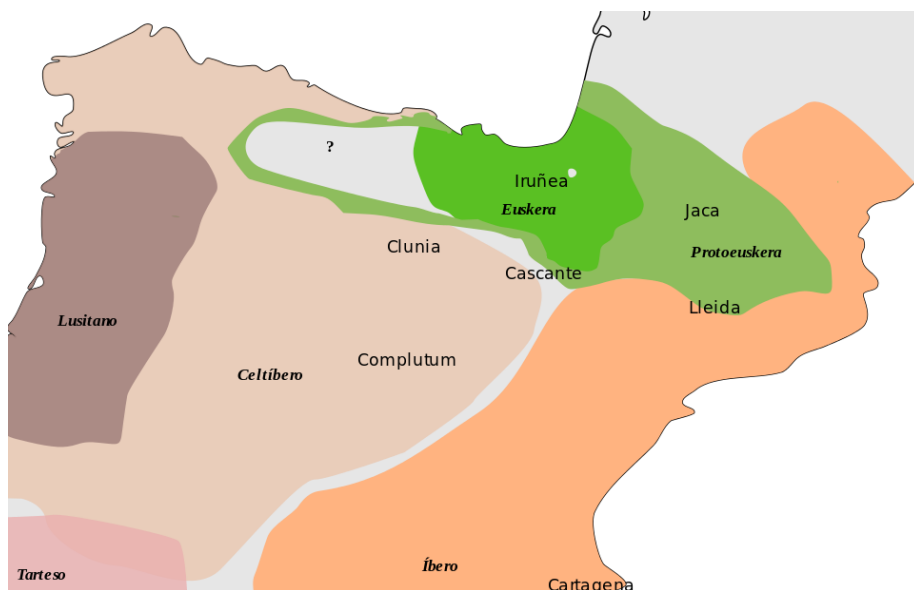 ?
Iruñea
Euskera
Jaca
Clunia
Protoeuskera
Cascante
Lleida
Lusitano
Complutum
Celtíbero
Íbero
Tarteso
Cartagena